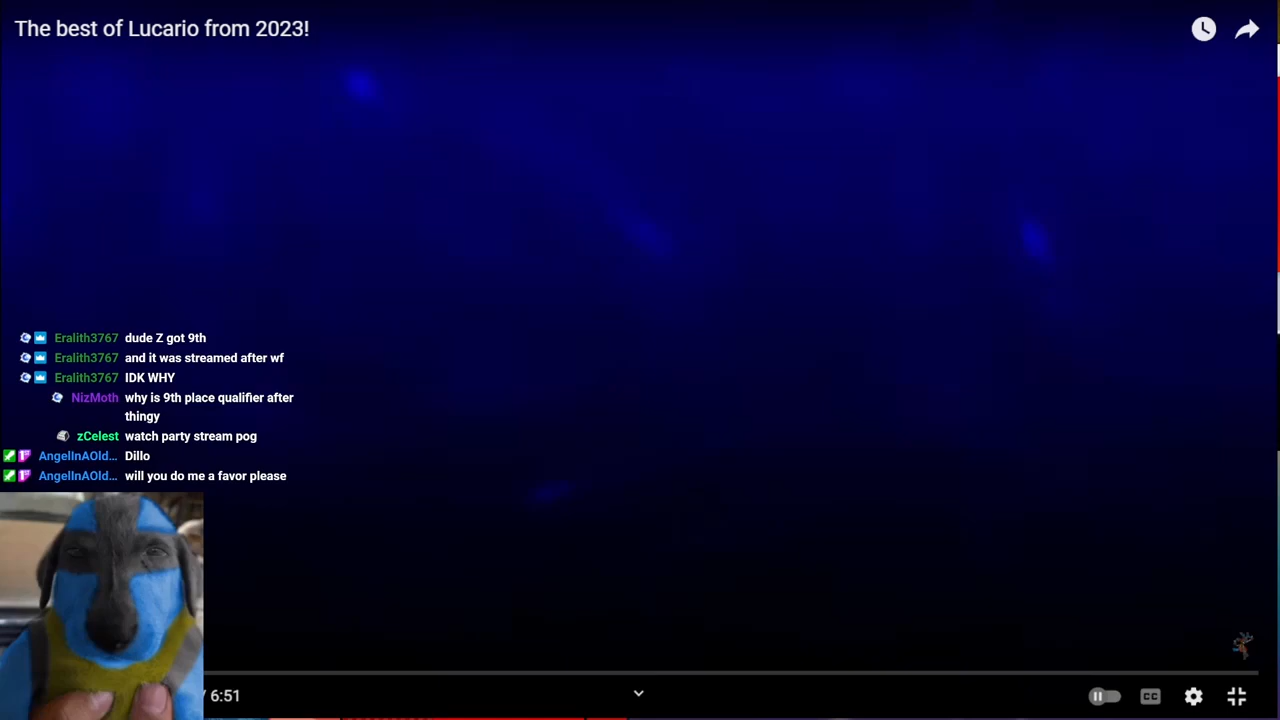 The best of Lucario from 2023!
Eralith3767 dude Z got 9th
Eralith3767 and it was streamed after wf
Eralith3767 IDK WHY
NizMoth why is 9th place qualifier after
thingy
zCelest watch party stream pog
AngelInAOld... Dillo
AngelInAOld... will you do me a favor please
/ 6:51
CC